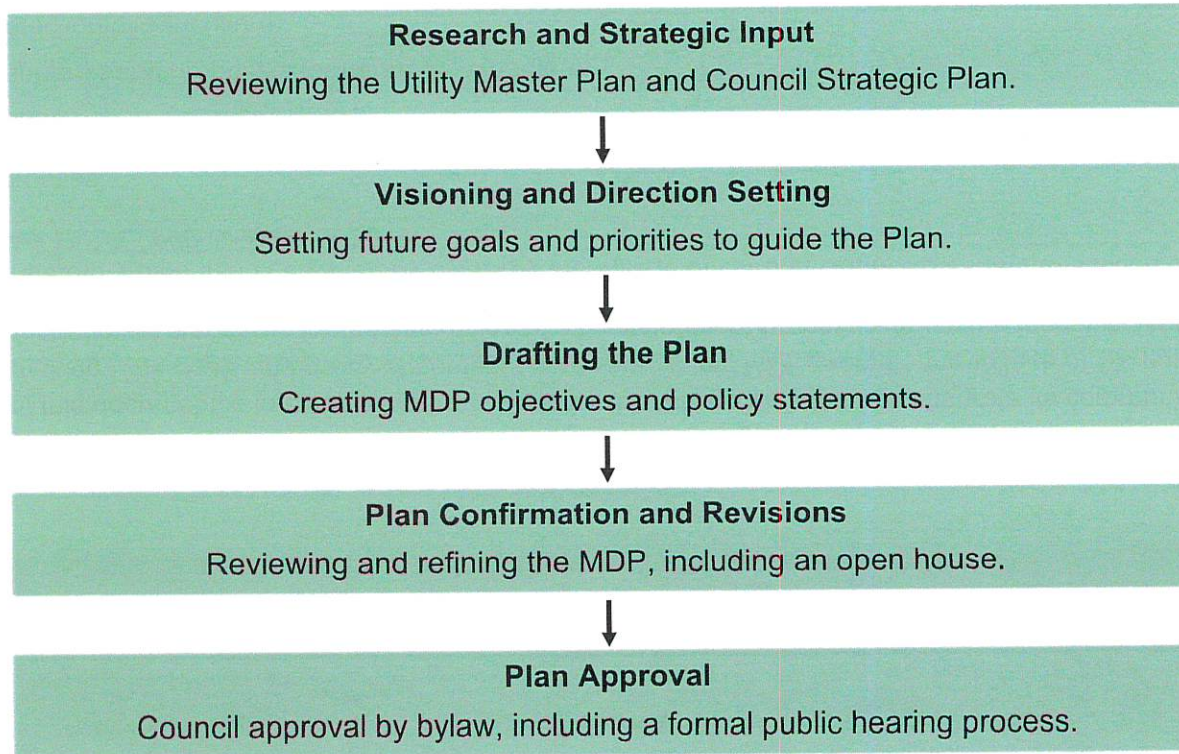 Research and Strategic Input
Reviewing the Utility Master Plan and Council Strategic Plan.
Visioning and Direction Setting
Setting future goals and priorities to guide the Plan.
Drafting the Plan
Creating MDP objectives and policy statements.
Plan Confirmation and Revisions
Reviewing and refining the MDP, including an open house.
Plan Approval
Council approval by bylaw, including a formal public hearing process.